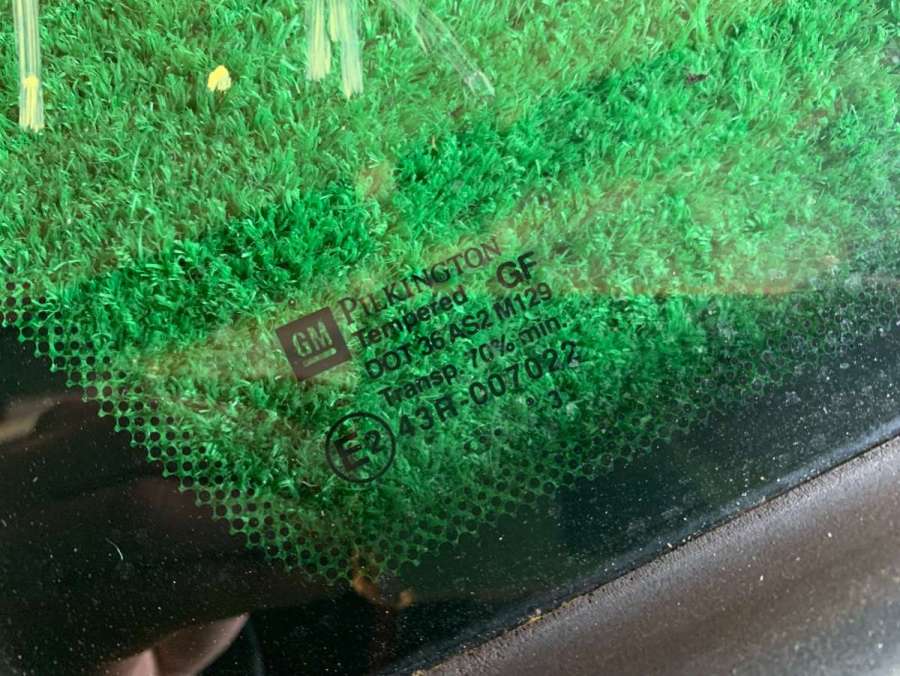 GM
PILKINGTON
Tempered GF
DOT 36 AS2 M129
Transp. 70% min.
E2 43R-007022